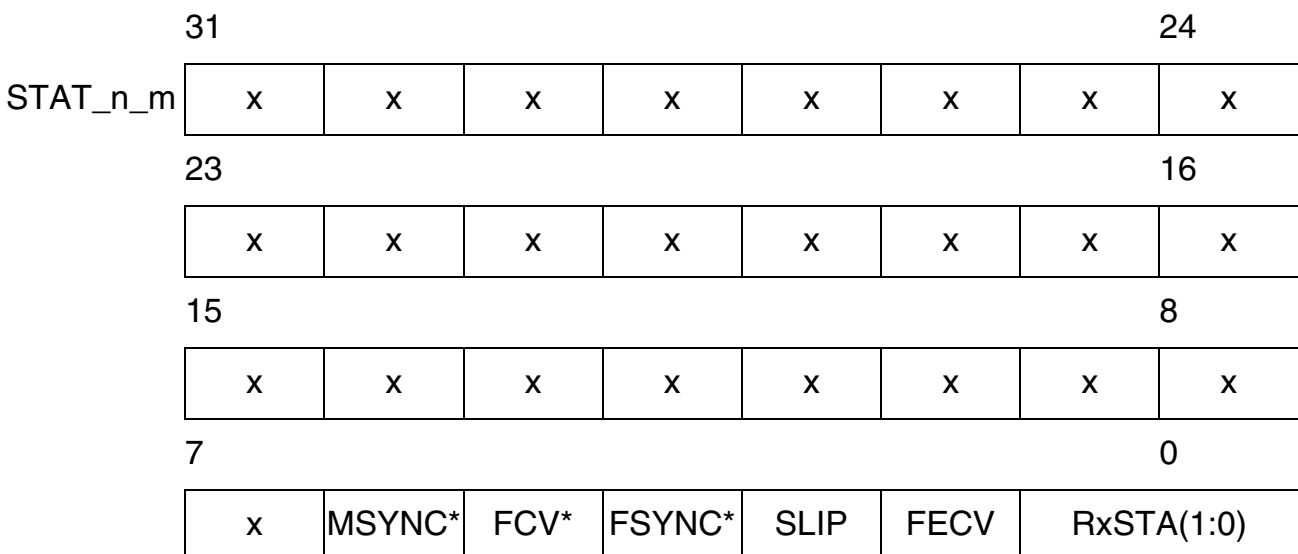 31 24
STAT_n_m x x x x x x x x
23 16
x x x x x x x x
15 8
x x x x x x x x
7 0
x MSYNC* FCV* FSYNC* SLIP FECV RxSTA(1:0)